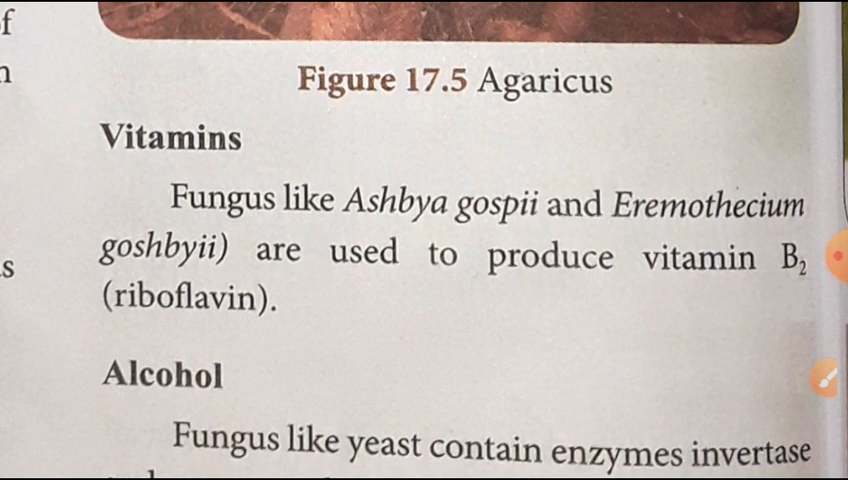 f
n
s
Figure 17.5 Agaricus
Vitamins
Fungus like Ashbya gospii and Eremothecium
goshbyii) are used to produce vitamin B₂
(riboflavin).
Alcohol
Fungus like yeast contain enzymes invertase